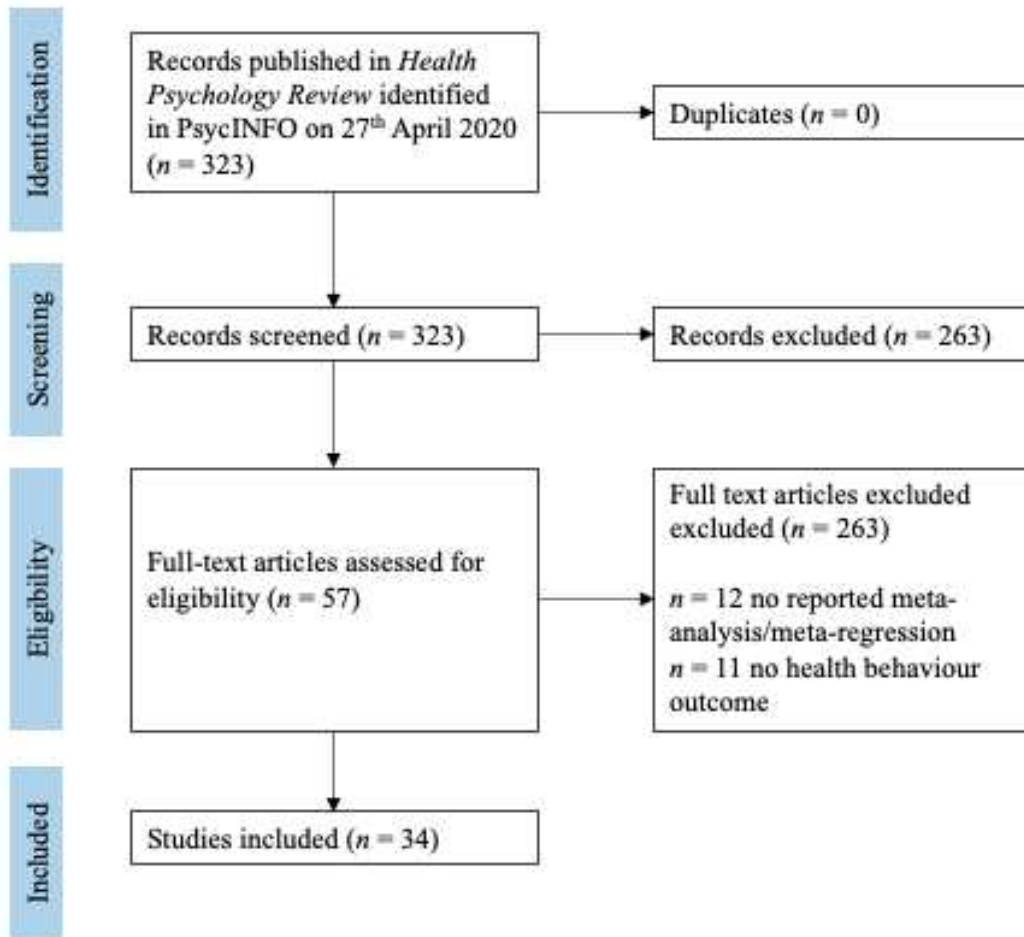 Identification
Records published in Health
Psychology Review identified
in PsycINFO on 27th April 2020
(n = 323)
Duplicates (n = 0)
Screening
Records screened (n = 323)
Records excluded (n = 263)
Eligibility
Full-text articles assessed for
eligibility (n = 57)
Full text articles excluded
excluded (n = 263)
n = 12 no reported meta-
analysis/meta-regression
n = 11 no health behaviour
outcome
Included
Studies included (n = 34)